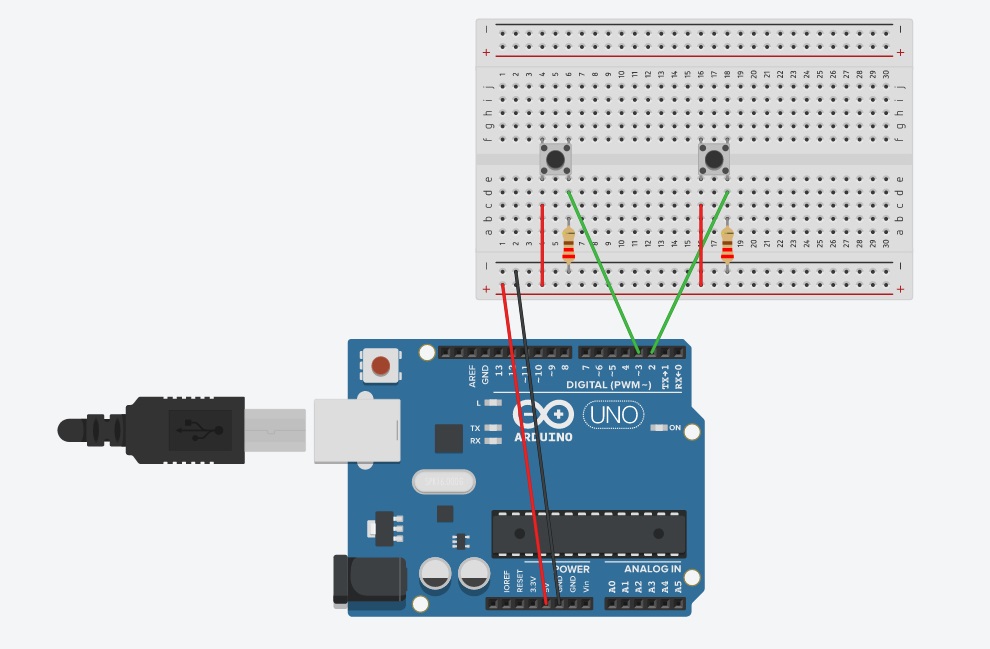 − −
+ +
1 2 3 4 5 6 7 8 9 10 11 12 13 14 15 16 17 18 19 20 21 22 23 24 25 26 27 28 29 30
j j
i i
h h
g g
f f
e e
d d
c c
b b
a a
1 2 3 4 5 6 7 8 9 10 11 12 13 14 15 16 17 18 19 20 21 22 23 24 25 26 27 28 29 30
− −
+ +
AREF GND 13 12 ~11 ~10 ~9 8 7 ~6 ~5 4 ~3 2 TX→1 RX←0
DIGITAL (PWM~)
L
TX
RX
ARDUINO
UNO
ON
POWER ANALOG IN
IOREF RESET 3.3V 5V GND GND Vin A0 A1 A2 A3 A4 A5